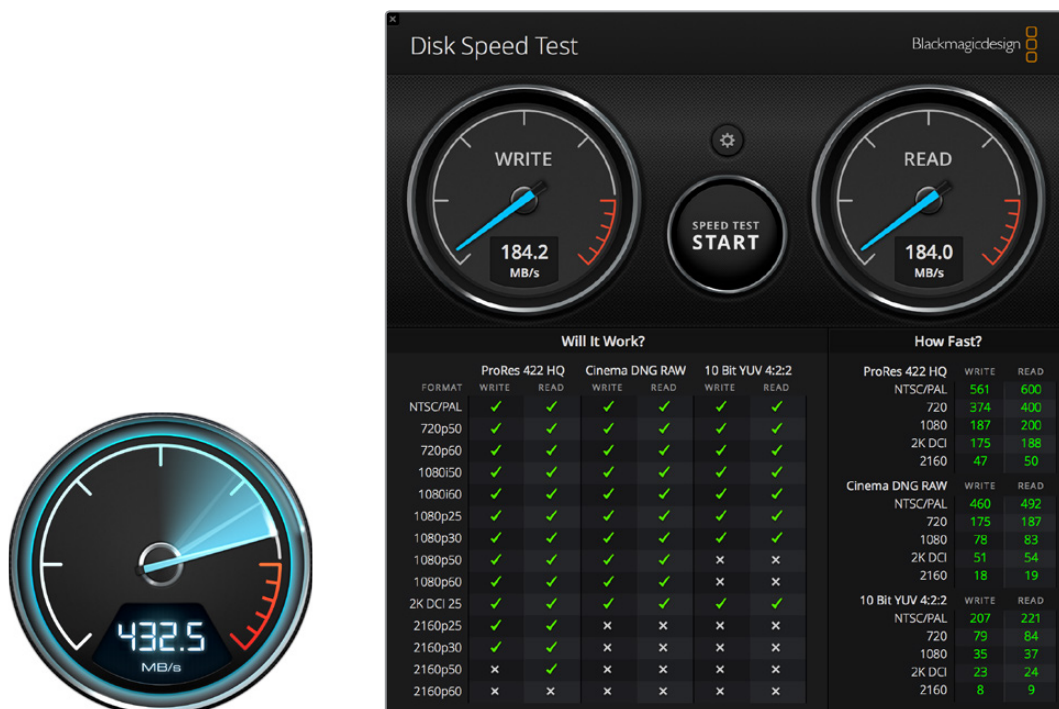 Disk Speed Test
Blackmagicdesign
WRITE
184.2
MB/s
SPEED TEST
START
READ
184.0
MB/s
Will It Work?
ProRes 422 HQ Cinema DNG RAW 10 Bit YUV 4:2:2
FORMAT WRITE READ WRITE READ WRITE READ
NTSC/PAL ✓ ✓ ✓ ✓ ✓ ✓
720p50 ✓ ✓ ✓ ✓ ✓ ✓
720p60 ✓ ✓ ✓ ✓ ✓ ✓
1080i50 ✓ ✓ ✓ ✓ ✓ ✓
1080i60 ✓ ✓ ✓ ✓ ✓ ✓
1080p25 ✓ ✓ ✓ ✓ ✓ ✓
1080p30 ✓ ✓ ✓ ✓ ✓ ✓
1080p50 ✓ ✓ ✓ ✓ × ×
1080p60 ✓ ✓ ✓ ✓ × ×
2K DCI 25 ✓ ✓ ✓ ✓ ✓ ✓
2160p25 ✓ ✓ × × × ×
2160p30 ✓ ✓ × × × ×
2160p50 × ✓ × × × ×
2160p60 × × × × × ×
How Fast?
ProRes 422 HQ WRITE READ
NTSC/PAL 561 600
720 374 400
1080 187 200
2K DCI 175 188
2160 47 50
Cinema DNG RAW WRITE READ
NTSC/PAL 460 492
720 175 187
1080 78 83
2K DCI 51 54
2160 18 19
10 Bit YUV 4:2:2 WRITE READ
NTSC/PAL 207 221
720 79 84
1080 35 37
2K DCI 23 24
2160 8 9
432.5
MB/s